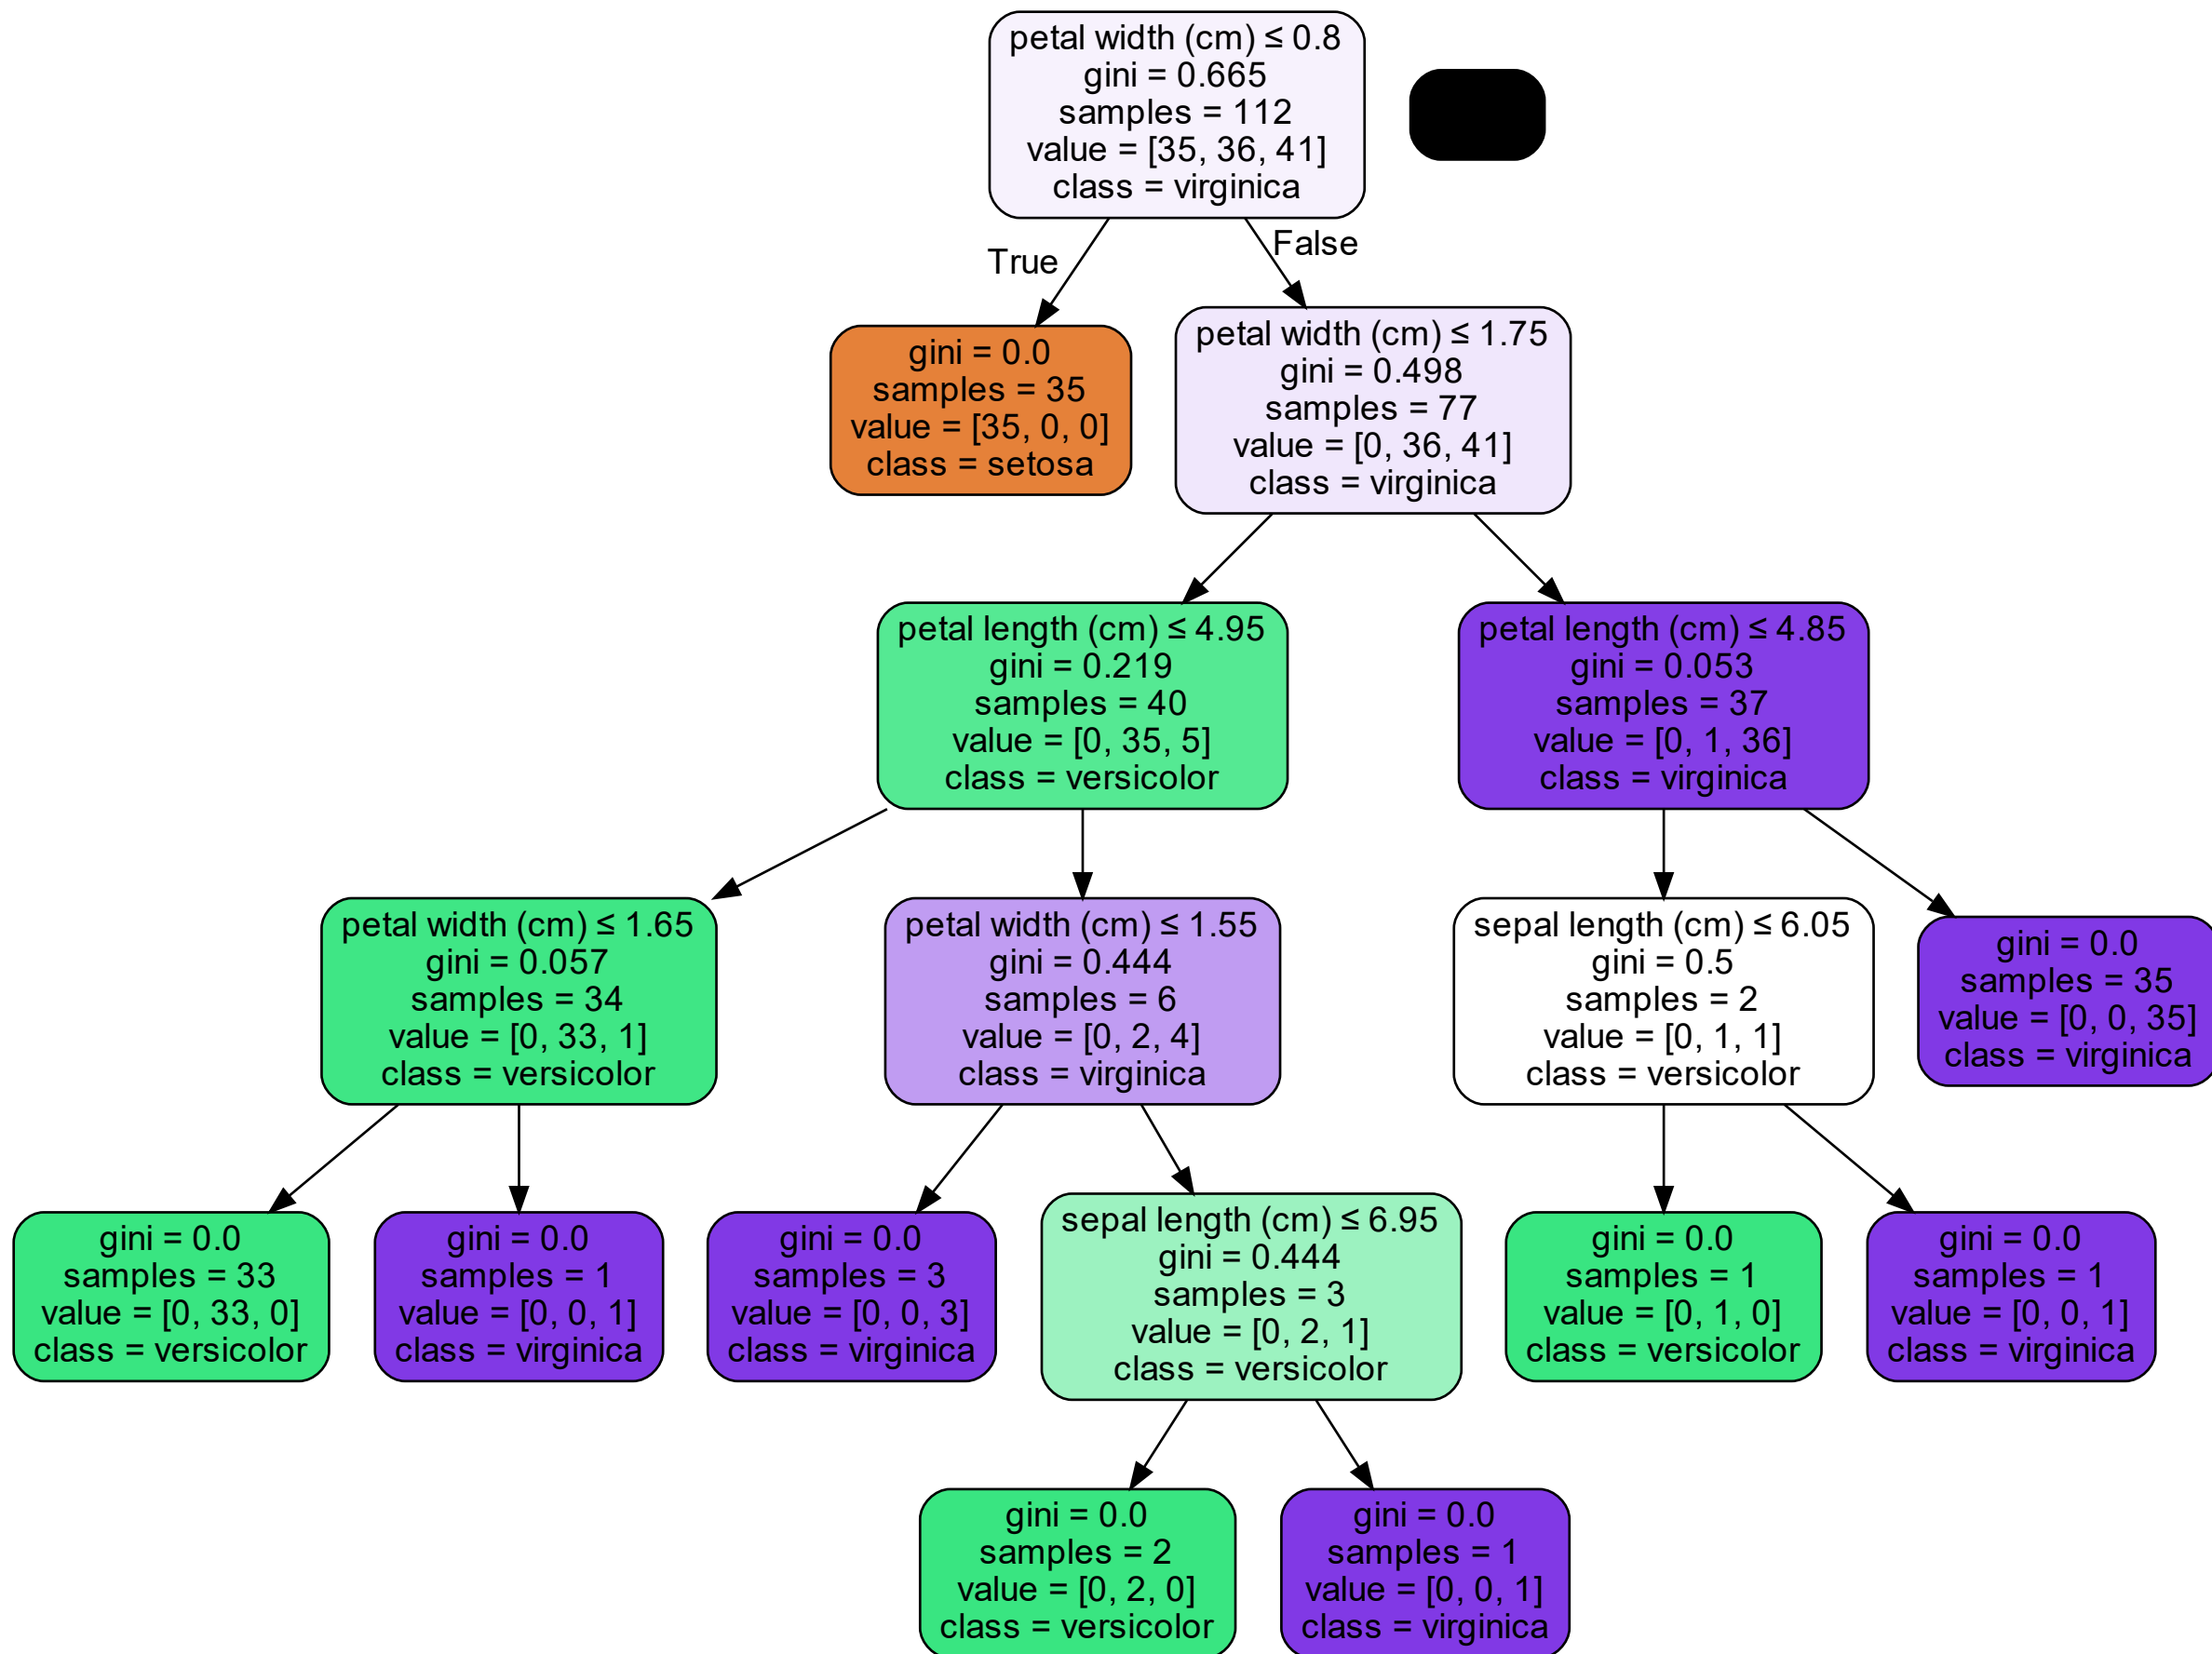 petal width (cm) ≤ 0.8
gini = 0.665
samples = 112
value = [35, 36, 41]
class = virginica
True
False
gini = 0.0
samples = 35
value = [35, 0, 0]
class = setosa
petal width (cm) ≤ 1.75
gini = 0.498
samples = 77
value = [0, 36, 41]
class = virginica
petal length (cm) ≤ 4.95
gini = 0.219
samples = 40
value = [0, 35, 5]
class = versicolor
petal length (cm) ≤ 4.85
gini = 0.053
samples = 37
value = [0, 1, 36]
class = virginica
petal width (cm) ≤ 1.65
gini = 0.057
samples = 34
value = [0, 33, 1]
class = versicolor
petal width (cm) ≤ 1.55
gini = 0.444
samples = 6
value = [0, 2, 4]
class = virginica
sepal length (cm) ≤ 6.05
gini = 0.5
samples = 2
value = [0, 1, 1]
class = versicolor
gini = 0.0
samples = 35
value = [0, 0, 35]
class = virginica
gini = 0.0
samples = 33
value = [0, 33, 0]
class = versicolor
gini = 0.0
samples = 1
value = [0, 0, 1]
class = virginica
gini = 0.0
samples = 3
value = [0, 0, 3]
class = virginica
sepal length (cm) ≤ 6.95
gini = 0.444
samples = 3
value = [0, 2, 1]
class = versicolor
gini = 0.0
samples = 1
value = [0, 1, 0]
class = versicolor
gini = 0.0
samples = 1
value = [0, 0, 1]
class = virginica
gini = 0.0
samples = 2
value = [0, 2, 0]
class = versicolor
gini = 0.0
samples = 1
value = [0, 0, 1]
class = virginica